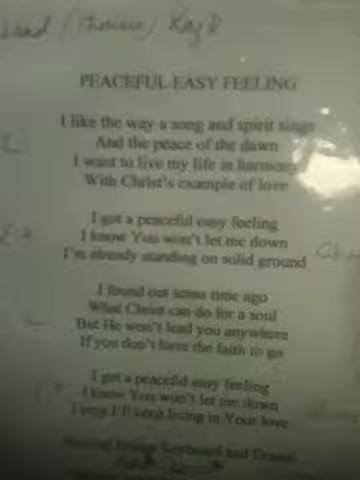 PEACEFUL EASY FEELING
I like the way a song and spirit sings
And the peace of the dawn
I want to live my life in harmony
With Christ's example of love
I got a peaceful easy feeling
I know You won't let me down
I'm already standing on solid ground
I found out some time ago
What Christ can do for a soul
But He won't lead you anywhere
If you don't have the faith to go
I got a peaceful easy feeling
I know You won't let me down
I pray I'll keep living in Your love
Keyboard and Drums